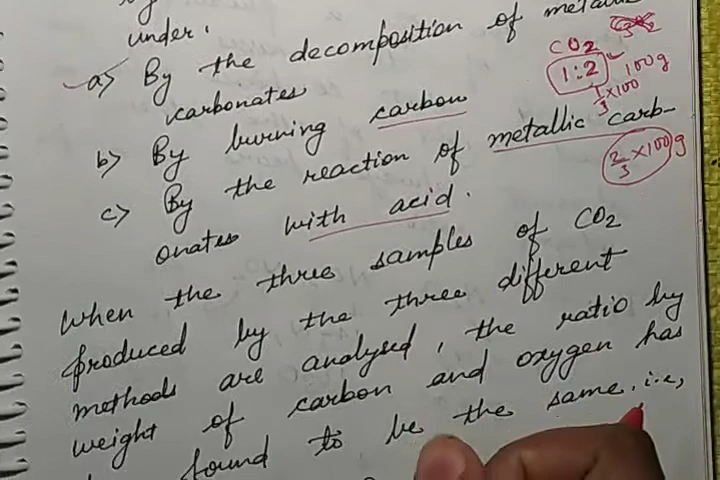 under.
a) By the decomposition of metallic
carbonates
b) By burning carbon
c) By the reaction of metallic carb-
onates with acid.
When the three samples of CO2
produced by the three different
methods are analysed, the ratio by
weight of carbon and oxygen has
found to be the same. i.e,
CO2
1:2
100g
1/3 ×100
2/3 ×100g